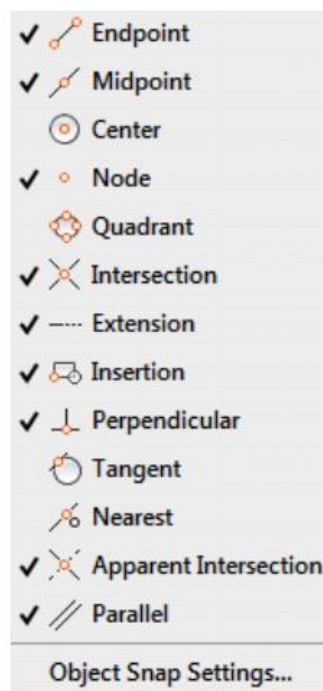 Endpoint
Midpoint
Center
Node
Quadrant
Intersection
Extension
Insertion
Perpendicular
Tangent
Nearest
Apparent Intersection
Parallel
Object Snap Settings...